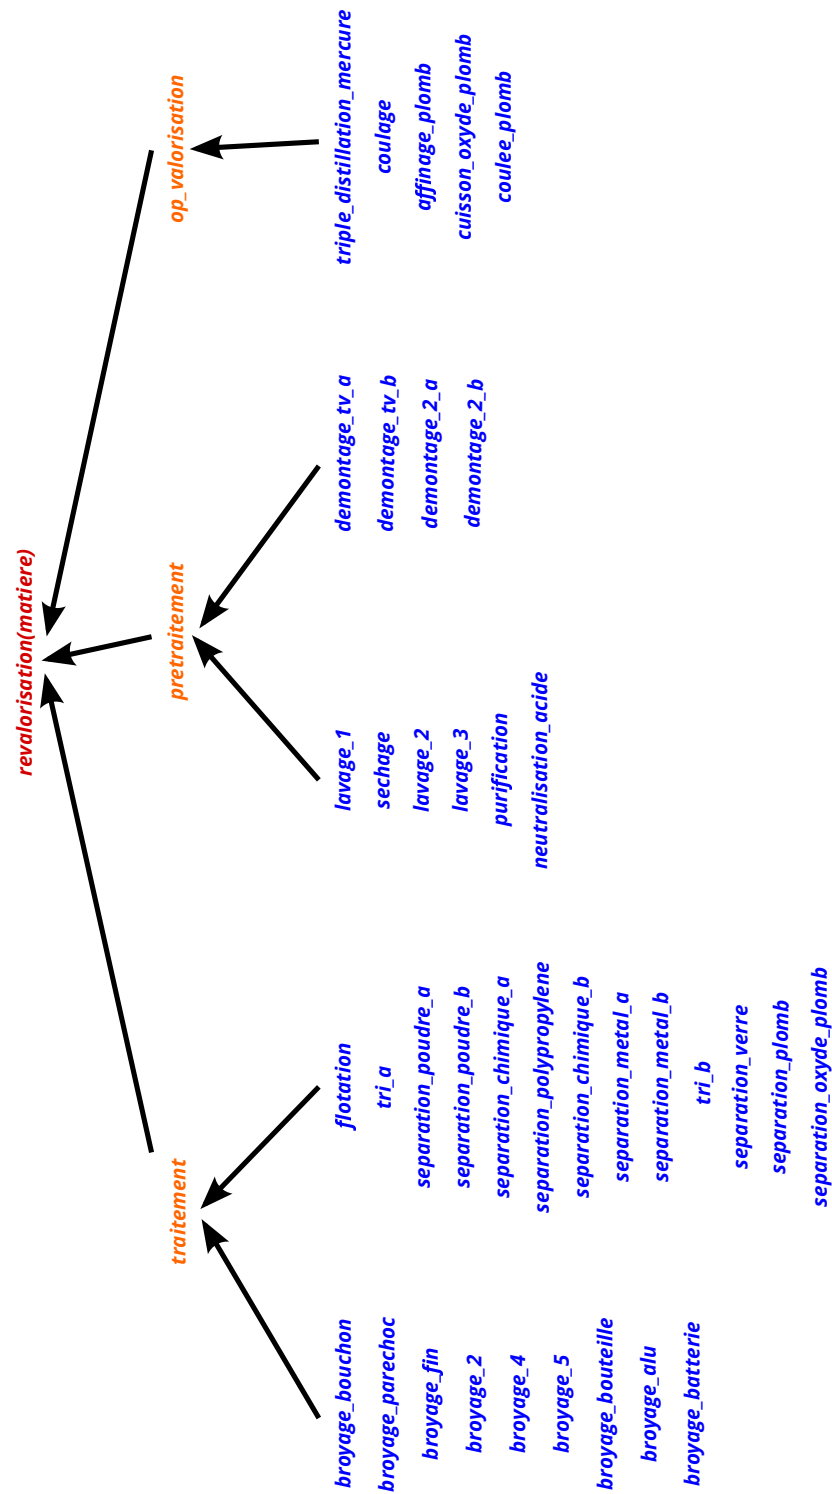 revalorisation(matiere)
traitement
pretraitement
op_valorisation
broyage_bouchon
broyage_parechoc
broyage_fin
broyage_2
broyage_4
broyage_5
broyage_bouteille
broyage_alu
broyage_batterie
flotation
tri_a
separation_poudre_a
separation_poudre_b
separation_chimique_a
separation_polypropylene
separation_chimique_b
separation_metal_a
separation_metal_b
tri_b
separation_verre
separation_plomb
separation_oxyde_plomb
lavage_1
sechage
lavage_2
lavage_3
purification
neutralisation_acide
demontage_tv_a
demontage_tv_b
demontage_2_a
demontage_2_b
triple_distillation_mercure
coulage
affinage_plomb
cuisson_oxyde_plomb
coulee_plomb